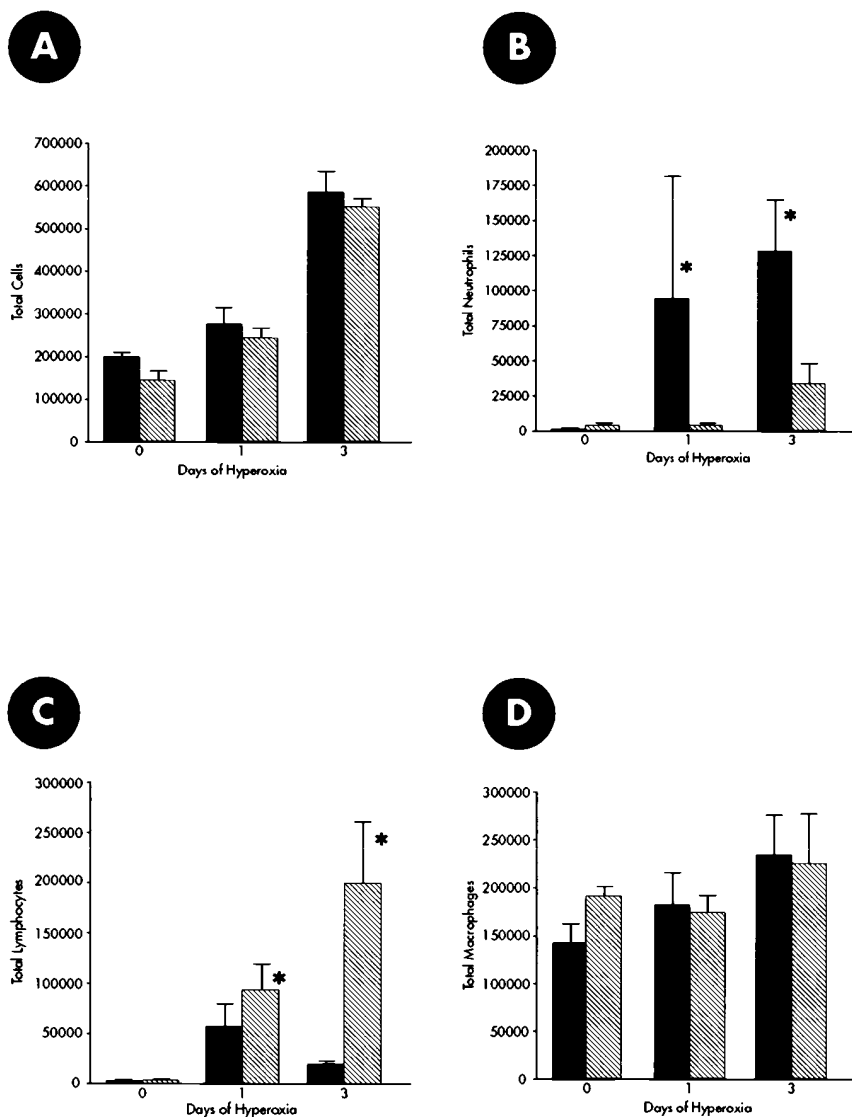 A
Total Cells
700000
600000
500000
400000
300000
200000
100000
0
0 1 3
Days of Hyperoxia
B
Total Neutrophils
200000
175000
150000
125000
100000
75000
50000
25000
0
* *
0 1 3
Days of Hyperoxia
C
Total Lymphocytes
300000
250000
200000
150000
100000
50000
0
* *
0 1 3
Days of Hyperoxia
D
Total Macrophages
300000
250000
200000
150000
100000
50000
0
0 1 3
Days of Hyperoxia